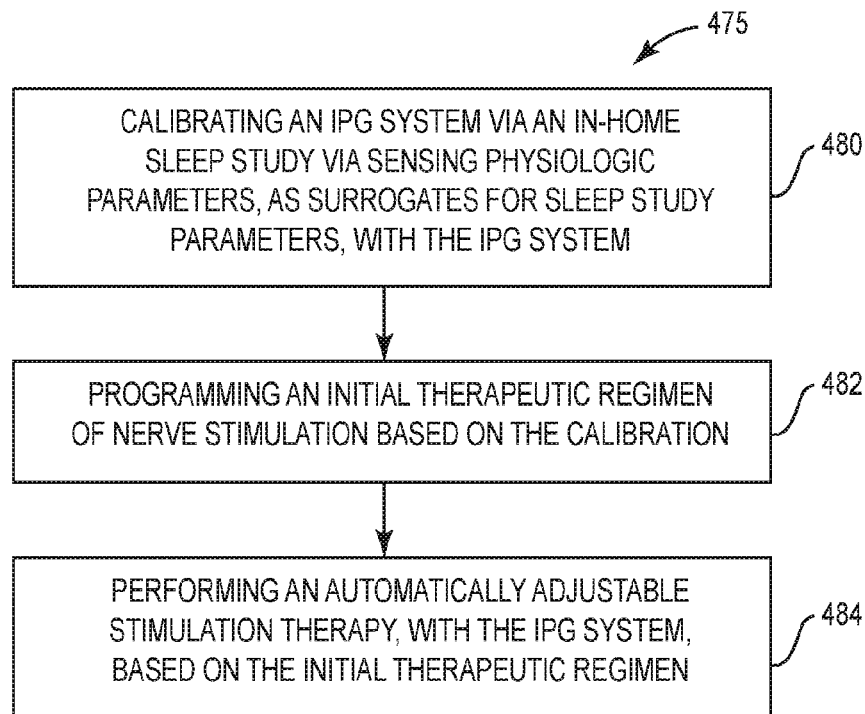 475
CALIBRATING AN IPG SYSTEM VIA AN IN-HOME
SLEEP STUDY VIA SENSING PHYSIOLOGIC
PARAMETERS, AS SURROGATES FOR SLEEP STUDY
PARAMETERS, WITH THE IPG SYSTEM
480
PROGRAMMING AN INITIAL THERAPEUTIC REGIMEN
OF NERVE STIMULATION BASED ON THE CALIBRATION
482
PERFORMING AN AUTOMATICALLY ADJUSTABLE
STIMULATION THERAPY, WITH THE IPG SYSTEM,
BASED ON THE INITIAL THERAPEUTIC REGIMEN
484